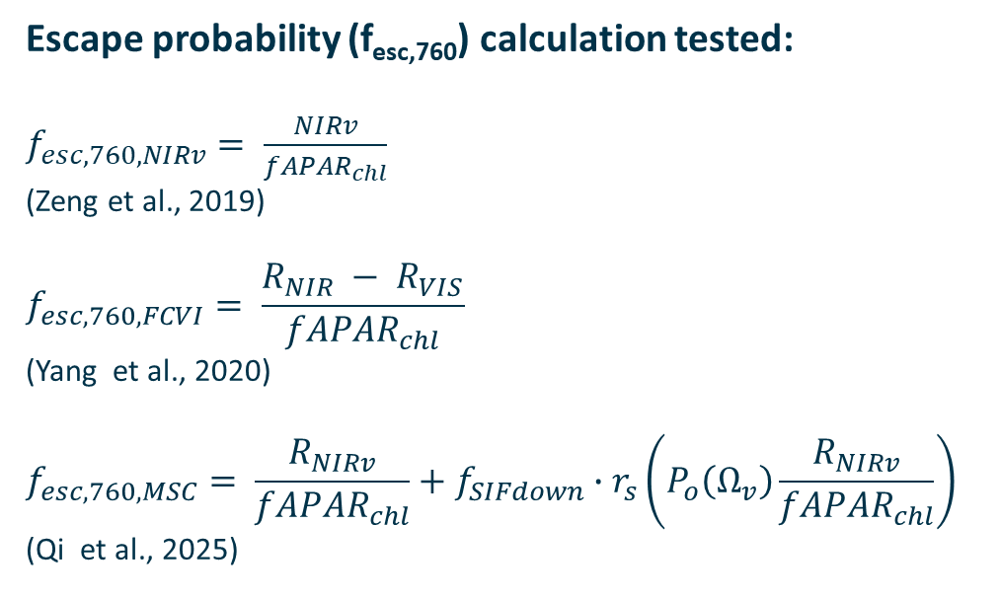 Escape probability (f_esc,760) calculation tested:
f_{esc,760,NIRv} = \frac{NIRv}{fAPAR_{chl}}
(Zeng et al., 2019)
f_{esc,760,FCVI} = \frac{R_{NIR} - R_{VIS}}{fAPAR_{chl}}
(Yang et al., 2020)
f_{esc,760,MSC} = \frac{R_{NIRv}}{fAPAR_{chl}} + f_{SIFdown} \cdot r_s \left( P_o(\Omega_v) \frac{R_{NIRv}}{fAPAR_{chl}} \right)
(Qi et al., 2025)